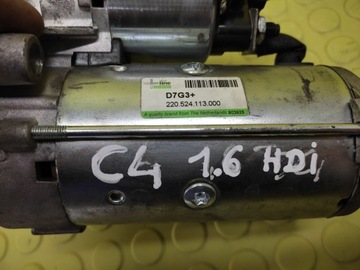 D7G3+
220.524.113.000
A quality brand from The Netherlands
C4 1.6 HDi